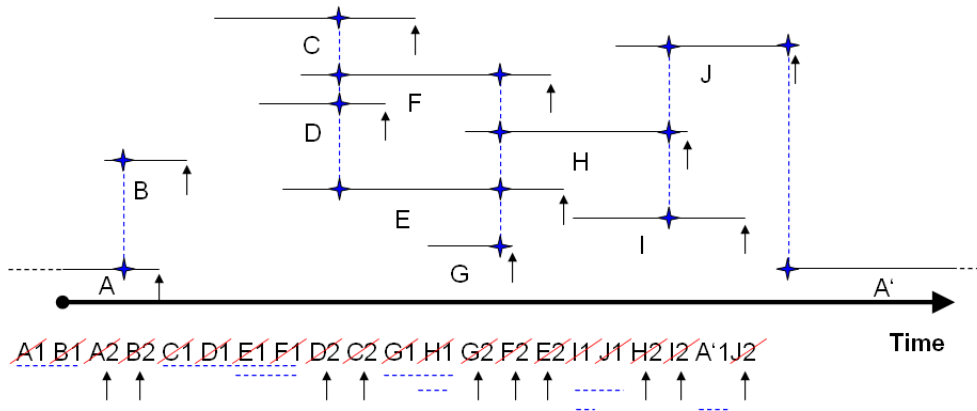 C
J
F
D
H
B
E
I
G
A
A‘
Time
A1 B1 A2 B2 C1 D1 E1 F1 D2 C2 G1 H1 G2 F2 E2 I1 J1 H2 I2 A‘1 J2